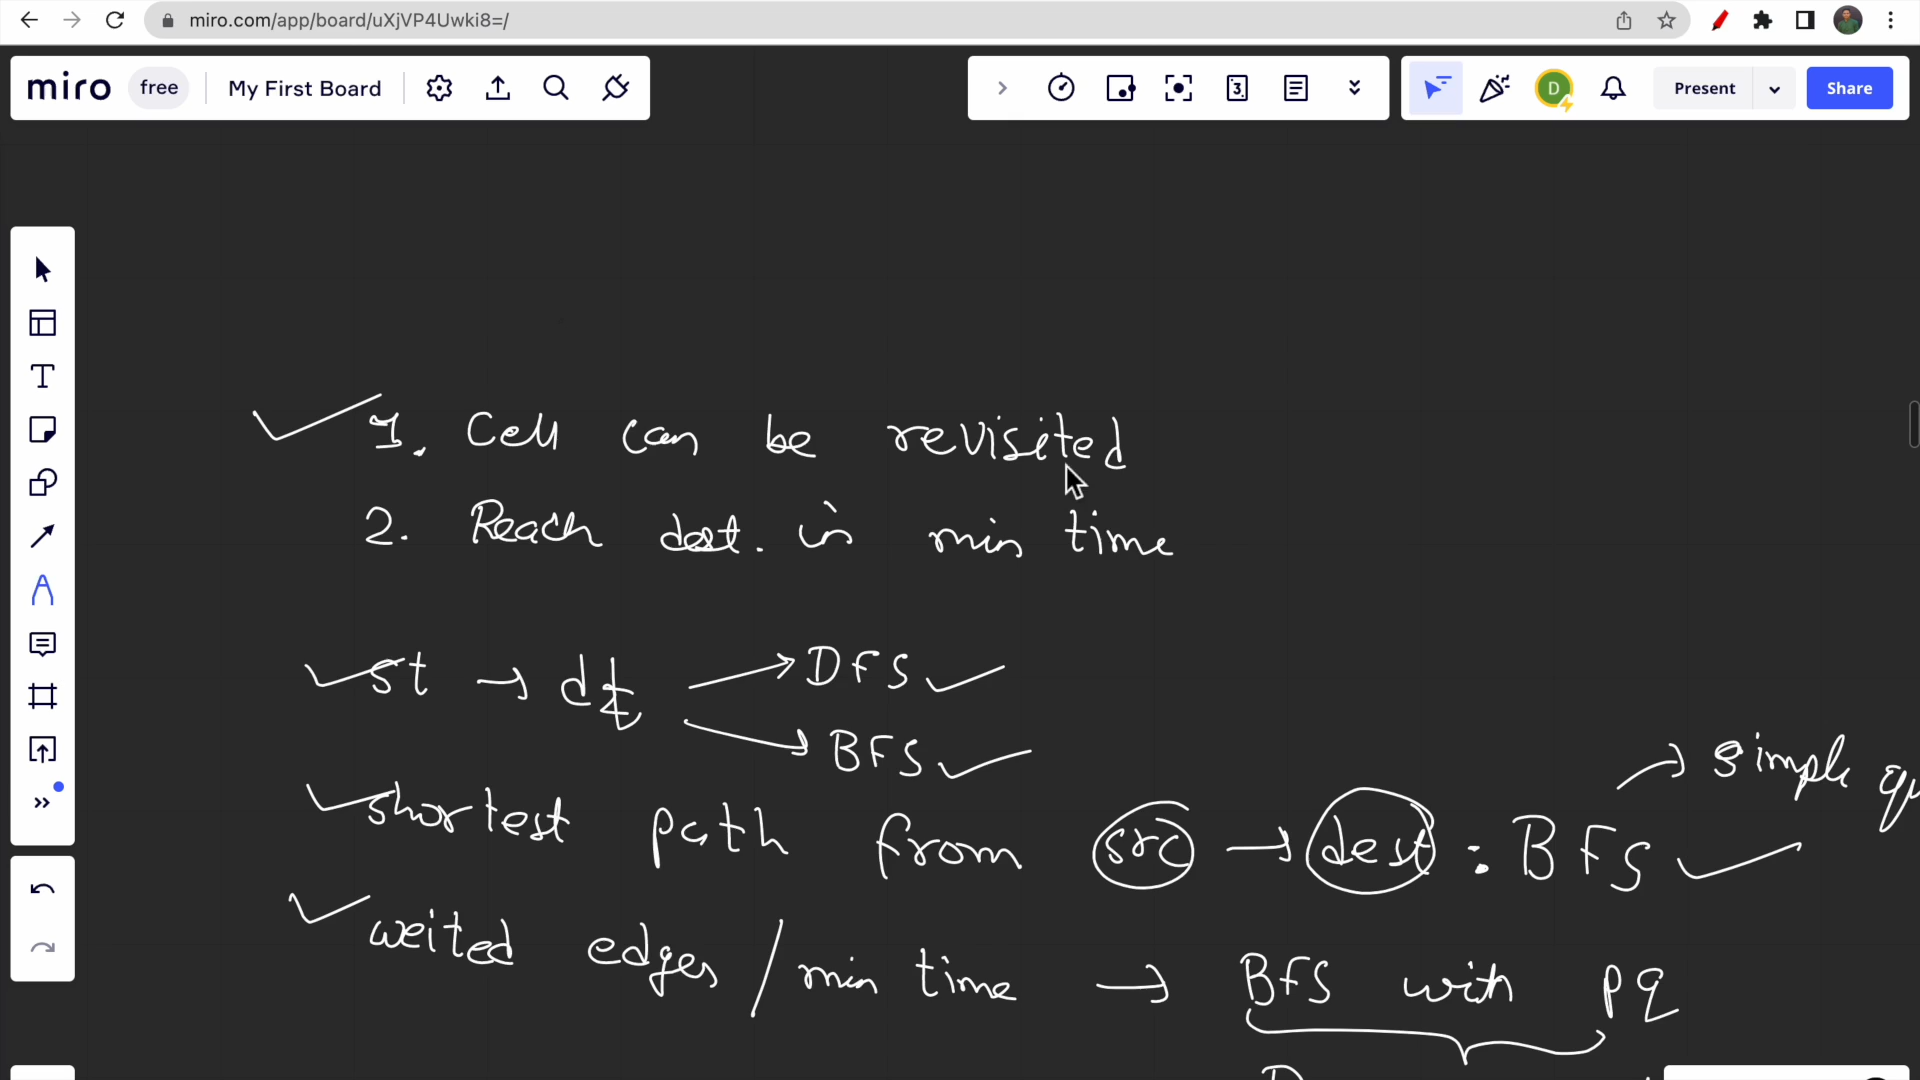 miro.com/app/board/uXjVP4Uwki8=/
miro free My First Board 3 D Present Share
1. Cell can be revisited
2. Reach dest. in min time
st → → DFS
→ BFS
→ simple
shortest path from src → dest : BFS
weited edges / min time → BFS with pq